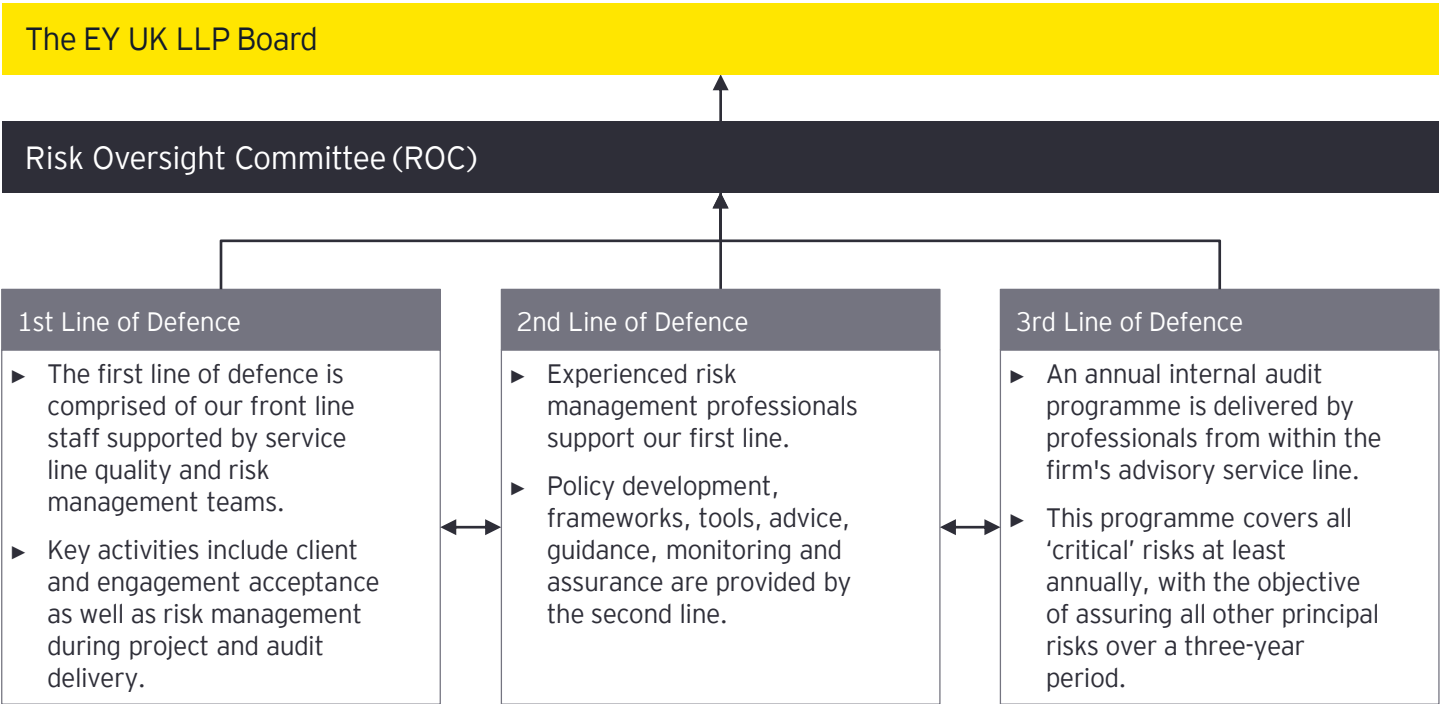 The EY UK LLP Board
Risk Oversight Committee (ROC)
1st Line of Defence
► The first line of defence is
comprised of our front line
staff supported by service
line quality and risk
management teams.
► Key activities include client
and engagement acceptance
as well as risk management
during project and audit
delivery.
2nd Line of Defence
► Experienced risk
management professionals
support our first line.
► Policy development,
frameworks, tools, advice,
guidance, monitoring and
assurance are provided by
the second line.
3rd Line of Defence
► An annual internal audit
programme is delivered by
professionals from within the
firm's advisory service line.
► This programme covers all
‘critical’ risks at least
annually, with the objective
of assuring all other principal
risks over a three-year
period.